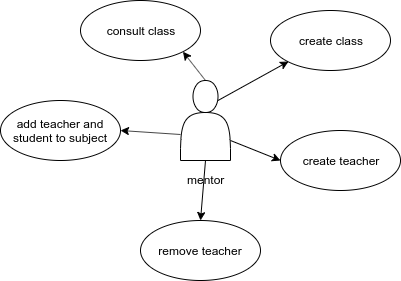 consult class
create class
add teacher and
student to subject
create teacher
mentor
remove teacher